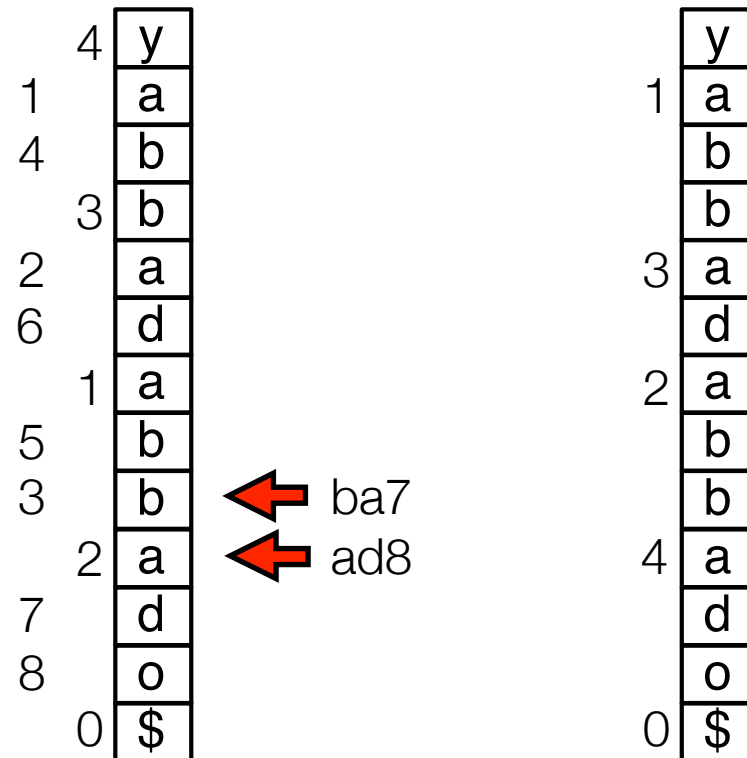 4 y y
1 a 1 a
4 b b
3 b b
2 a 3 a
6 d d
1 a 2 a
5 b b
3 b ba7 b
2 a ad8 4 a
7 d d
8 o o
0 $ 0 $